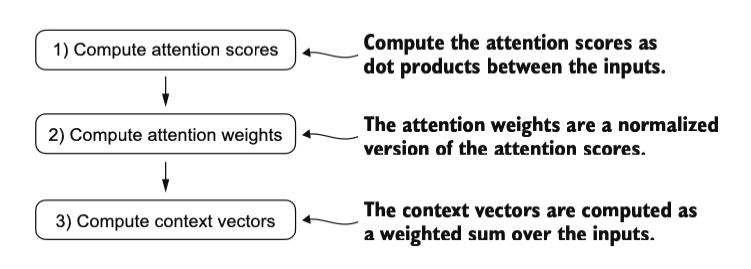 1) Compute attention scores
Compute the attention scores as
dot products between the inputs.
2) Compute attention weights
The attention weights are a normalized
version of the attention scores.
3) Compute context vectors
The context vectors are computed as
a weighted sum over the inputs.